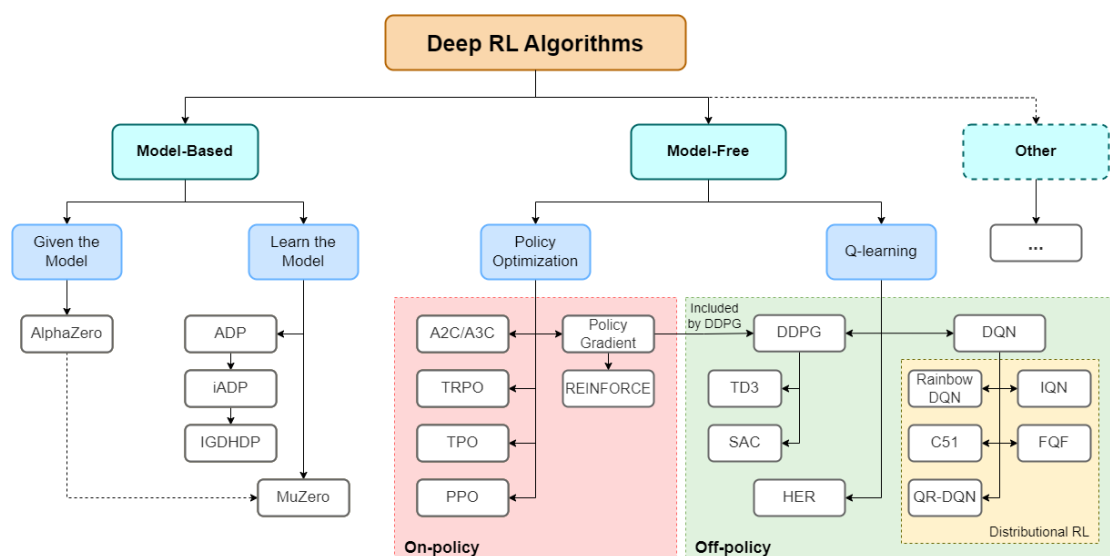 Deep RL Algorithms
Model-Based
Model-Free
Other
Given the
Model
Learn the
Model
Policy
Optimization
Q-learning
...
AlphaZero
ADP
iADP
IGDHDP
MuZero
A2C/A3C
Policy
Gradient
TRPO
REINFORCE
TPO
PPO
On-policy
Included
by DDPG
DDPG
DQN
TD3
SAC
HER
Rainbow
DQN
IQN
C51
FQF
QR-DQN
Distributional RL
Off-policy